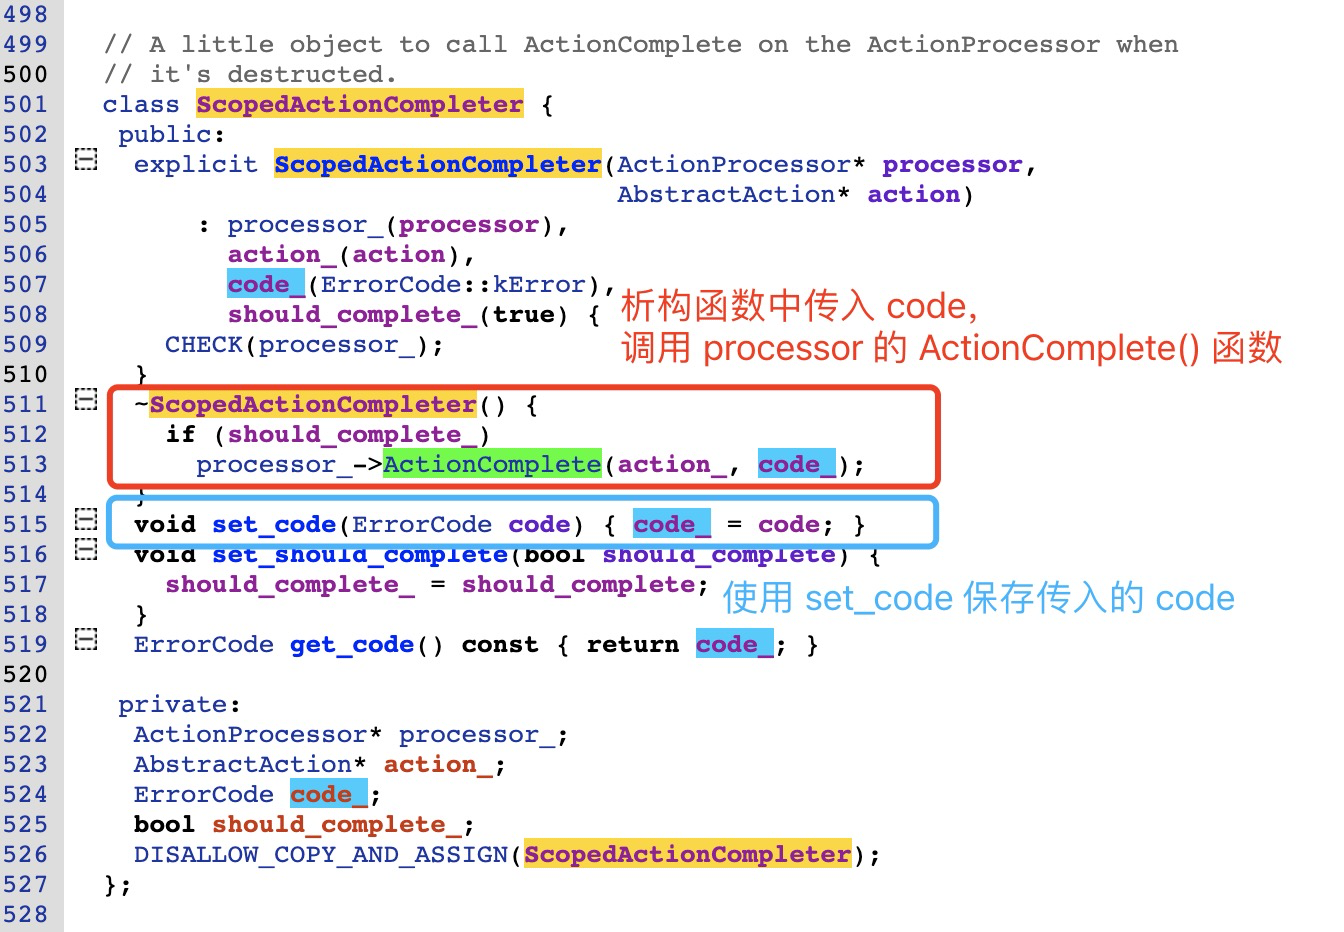 498
499 // A little object to call ActionComplete on the ActionProcessor when
500 // it's destructed.
501 class ScopedActionCompleter {
502 public:
503 explicit ScopedActionCompleter(ActionProcessor* processor,
504 AbstractAction* action)
505 : processor_(processor),
506 action_(action),
507 code_(ErrorCode::kError),
508 should_complete_(true) {
析构函数中传入 code,
调用 processor 的 ActionComplete() 函数
509 CHECK(processor_);
510 }
511 ~ScopedActionCompleter() {
512 if (should_complete_)
513 processor_->ActionComplete(action_, code_);
514 }
515 void set_code(ErrorCode code) { code_ = code; }
516 void set_should_complete(bool should_complete) {
517 should_complete_ = should_complete;
使用 set_code 保存传入的 code
518 }
519 ErrorCode get_code() const { return code_; }
520
521 private:
522 ActionProcessor* processor_;
523 AbstractAction* action_;
524 ErrorCode code_;
525 bool should_complete_;
526 DISALLOW_COPY_AND_ASSIGN(ScopedActionCompleter);
527 };
528